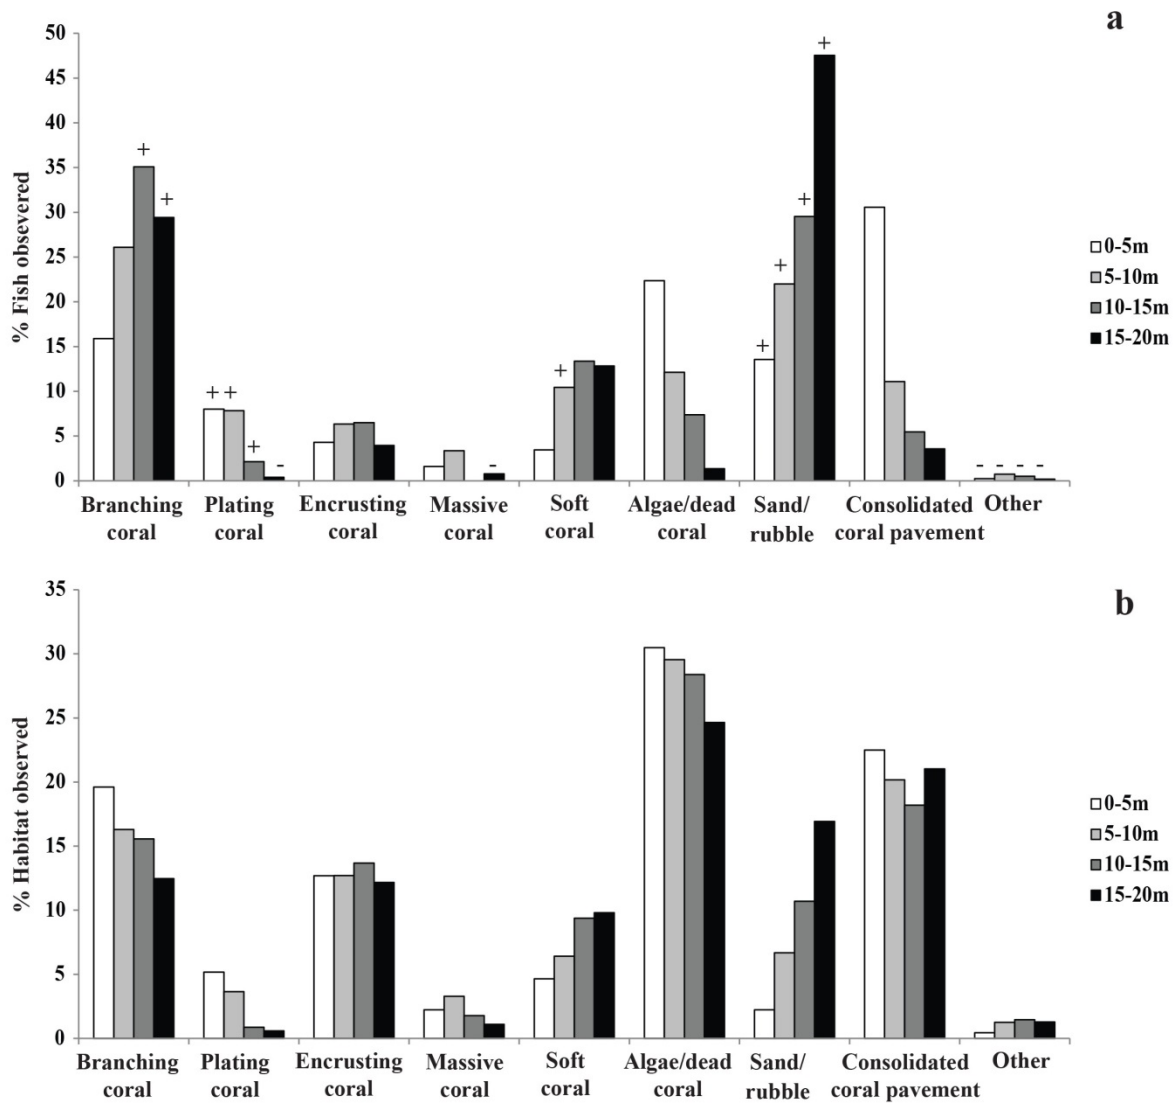 a
50
45
40
35
30
25
20
15
10
5
0
% Fish obsevered
+
+
+ +
+
-
-
+
+
+
+
+
- - - -
0-5m
5-10m
10-15m
15-20m
Branching
coral
Plating
coral
Encrusting
coral
Massive
coral
Soft
coral
Algae/dead
coral
Sand/
rubble
Consolidated
coral pavement
Other
b
35
30
25
20
15
10
5
0
% Habitat observed
0-5m
5-10m
10-15m
15-20m
Branching
coral
Plating
coral
Encrusting
coral
Massive
coral
Soft
coral
Algae/dead
coral
Sand/
rubble
Consolidated
coral pavement
Other